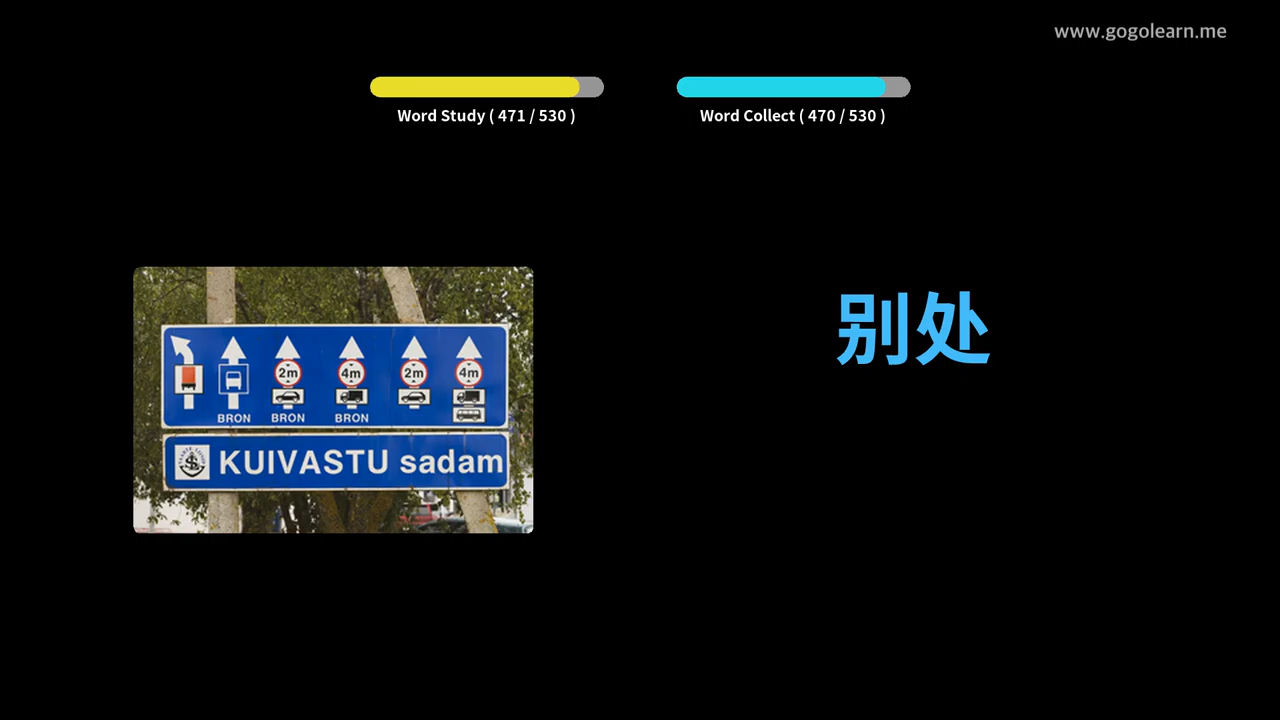 www.gogolearn.me
Word Study ( 471 / 530 )
Word Collect ( 470 / 530 )
别处
2m 4m 2m 4m
BRON BRON BRON
KUIVASTU sadam